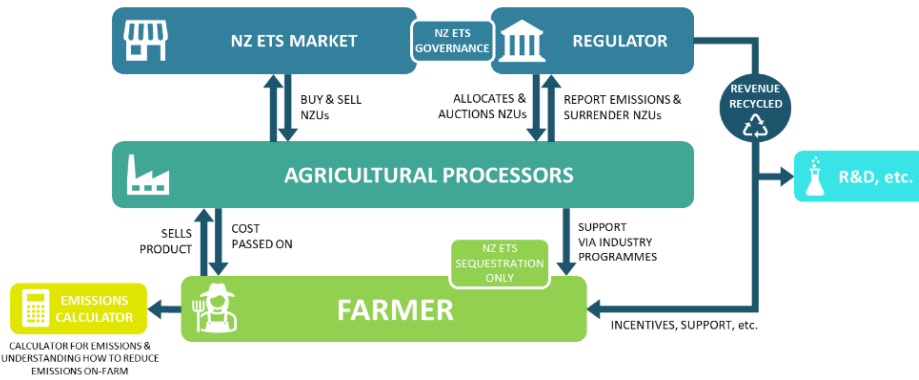 NZ ETS MARKET
NZ ETS
GOVERNANCE
REGULATOR
REVENUE
RECYCLED
BUY & SELL
NZUs
ALLOCATES &
AUCTIONS NZUs
REPORT EMISSIONS &
SURRENDER NZUs
AGRICULTURAL PROCESSORS
R&D, etc.
SELLS
PRODUCT
COST
PASSED ON
NZ ETS
SEQUESTRATION
ONLY
SUPPORT
VIA INDUSTRY
PROGRAMMES
EMISSIONS
CALCULATOR
FARMER
INCENTIVES, SUPPORT, etc.
CALCULATOR FOR EMISSIONS &
UNDERSTANDING HOW TO REDUCE
EMISSIONS ON-FARM